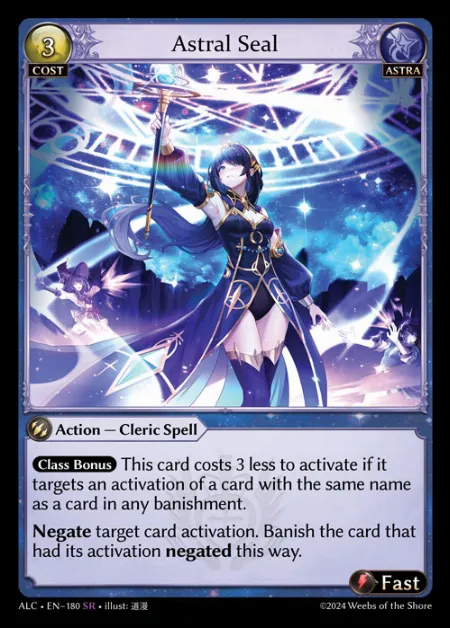 3
Astral Seal
COST
ASTRA
Action — Cleric Spell
Class Bonus This card costs 3 less to activate if it
targets an activation of a card with the same name
as a card in any banishment.
Negate target card activation. Banish the card that
had its activation negated this way.
Fast
ALC • EN–180 SR • illust: 道漫
©2024 Weebs of the Shore